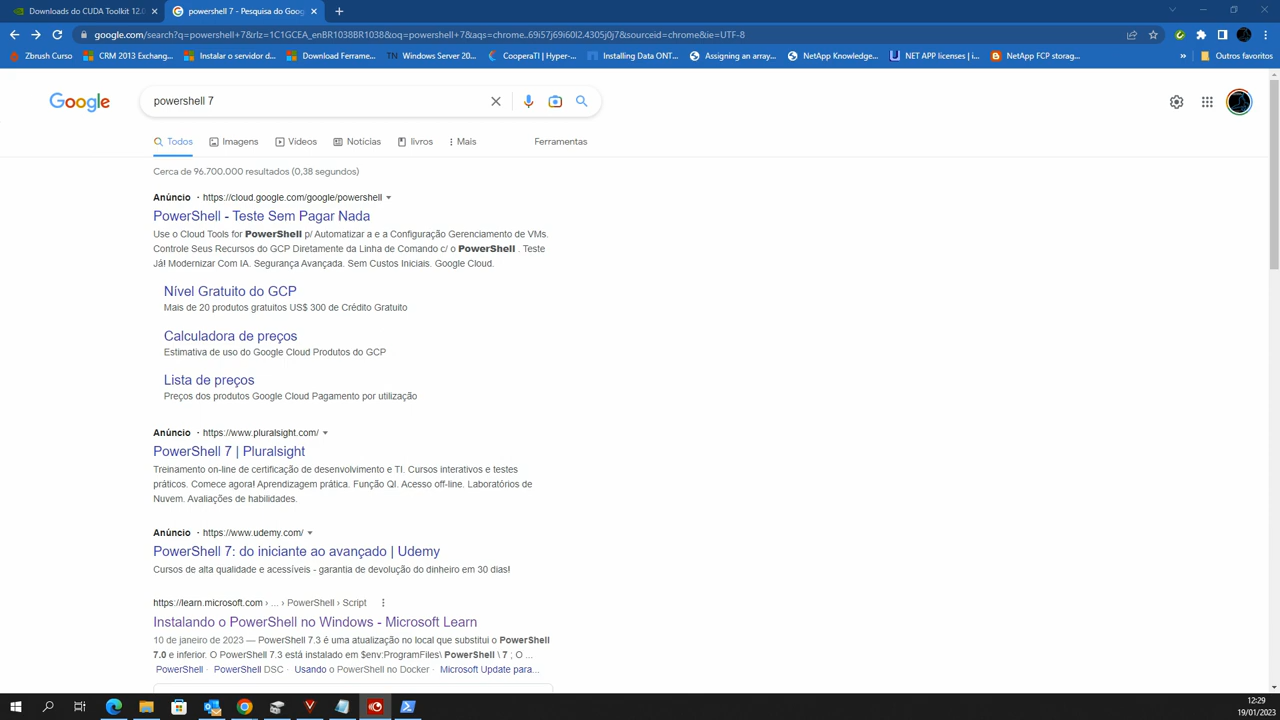 Downloads do CUDA Toolkit 12.0
powershell 7 - Pesquisa do Goog
google.com/search?q=powershell+7&rlz=1C1GCEA_enBR1038BR1038&oq=powershell+7&aqs=chrome..69i57j69i60l2.4305j0j7&sourceid=chrome&ie=UTF-8
Zbrush Curso
CRM 2013 Exchang...
Instalar o servidor d...
Download Ferrame...
TN Windows Server 20...
CooperaTI | Hyper-...
Installing Data ONT...
Assigning an array...
NetApp Knowledge...
NET APP licenses | i...
NetApp FCP storag...
»
Outros favoritos
Google
powershell 7
Todos
Imagens
Vídeos
Notícias
livros
Mais
Ferramentas
Cerca de 96.700.000 resultados (0,38 segundos)
Anúncio · https://cloud.google.com/google/powershell
PowerShell - Teste Sem Pagar Nada
Use o Cloud Tools for PowerShell p/ Automatizar a e a Configuração Gerenciamento de VMs.
Controle Seus Recursos do GCP Diretamente da Linha de Comando c/ o PowerShell . Teste
Já! Modernizar Com IA. Segurança Avançada. Sem Custos Iniciais. Google Cloud.
Nível Gratuito do GCP
Mais de 20 produtos gratuitos US$ 300 de Crédito Gratuito
Calculadora de preços
Estimativa de uso do Google Cloud Produtos do GCP
Lista de preços
Preços dos produtos Google Cloud Pagamento por utilização
Anúncio · https://www.pluralsight.com/
PowerShell 7 | Pluralsight
Treinamento on-line de certificação de desenvolvimento e TI. Cursos interativos e testes
práticos. Comece agora! Aprendizagem prática. Função QI. Acesso off-line. Laboratórios de
Nuvem. Avaliações de habilidades.
Anúncio · https://www.udemy.com/
PowerShell 7: do iniciante ao avançado | Udemy
Cursos de alta qualidade e acessíveis - garantia de devolução do dinheiro em 30 dias!
https://learn.microsoft.com › ... › PowerShell › Script
Instalando o PowerShell no Windows - Microsoft Learn
10 de janeiro de 2023 — PowerShell 7.3 é uma atualização no local que substitui o PowerShell
7.0 e inferior. O PowerShell 7.3 está instalado em $env:ProgramFiles\ PowerShell \ 7 ; O ...
PowerShell · PowerShell DSC · Usando o PowerShell no Docker · Microsoft Update para...
12:29
19/01/2023